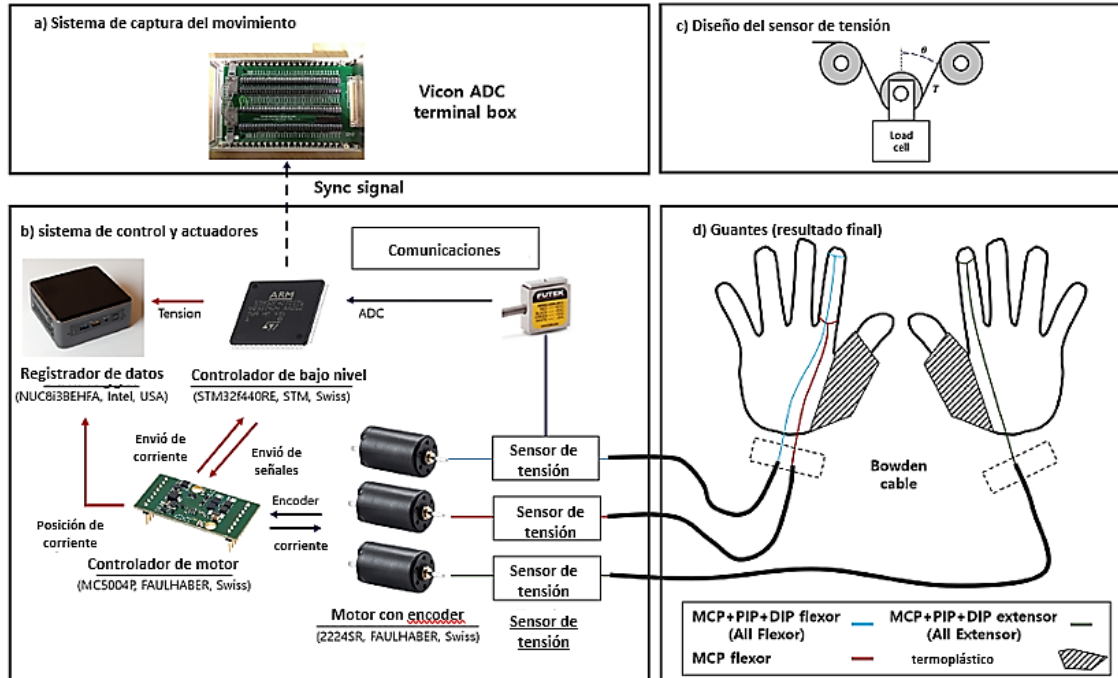 a) Sistema de captura del movimiento
Vicon ADC
terminal box
Sync signal
b) sistema de control y actuadores
Comunicaciones
Tension
ARM
ADC
FUTEK
Registrador de datos
(NUC8i3BEHFA, Intel, USA)
Controlador de bajo nivel
(STM32f440RE, STM, Swiss)
Envió de
corriente
Envió de
señales
Encoder
corriente
Posición de
corriente
Controlador de motor
(MC5004P, FAULHABER, Swiss)
Sensor de
tensión
Sensor de
tensión
Sensor de
tensión
Motor con encoder
(2224SR, FAULHABER, Swiss)
Sensor de
tensión
c) Diseño del sensor de tensión
θ
T
Load
cell
d) Guantes (resultado final)
Bowden
cable
MCP+PIP+DIP flexor
(All Flexor)
MCP+PIP+DIP extensor
(All Extensor)
MCP flexor
termoplástico